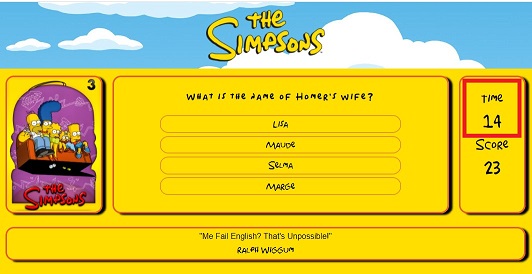 The Simpsons
3
The Simpsons
What is the name of Homer's wife?
Lisa
Maude
Selma
Marge
Time
14
Score
23
"Me Fail English? That's Unpossible!"
Ralph Wiggum